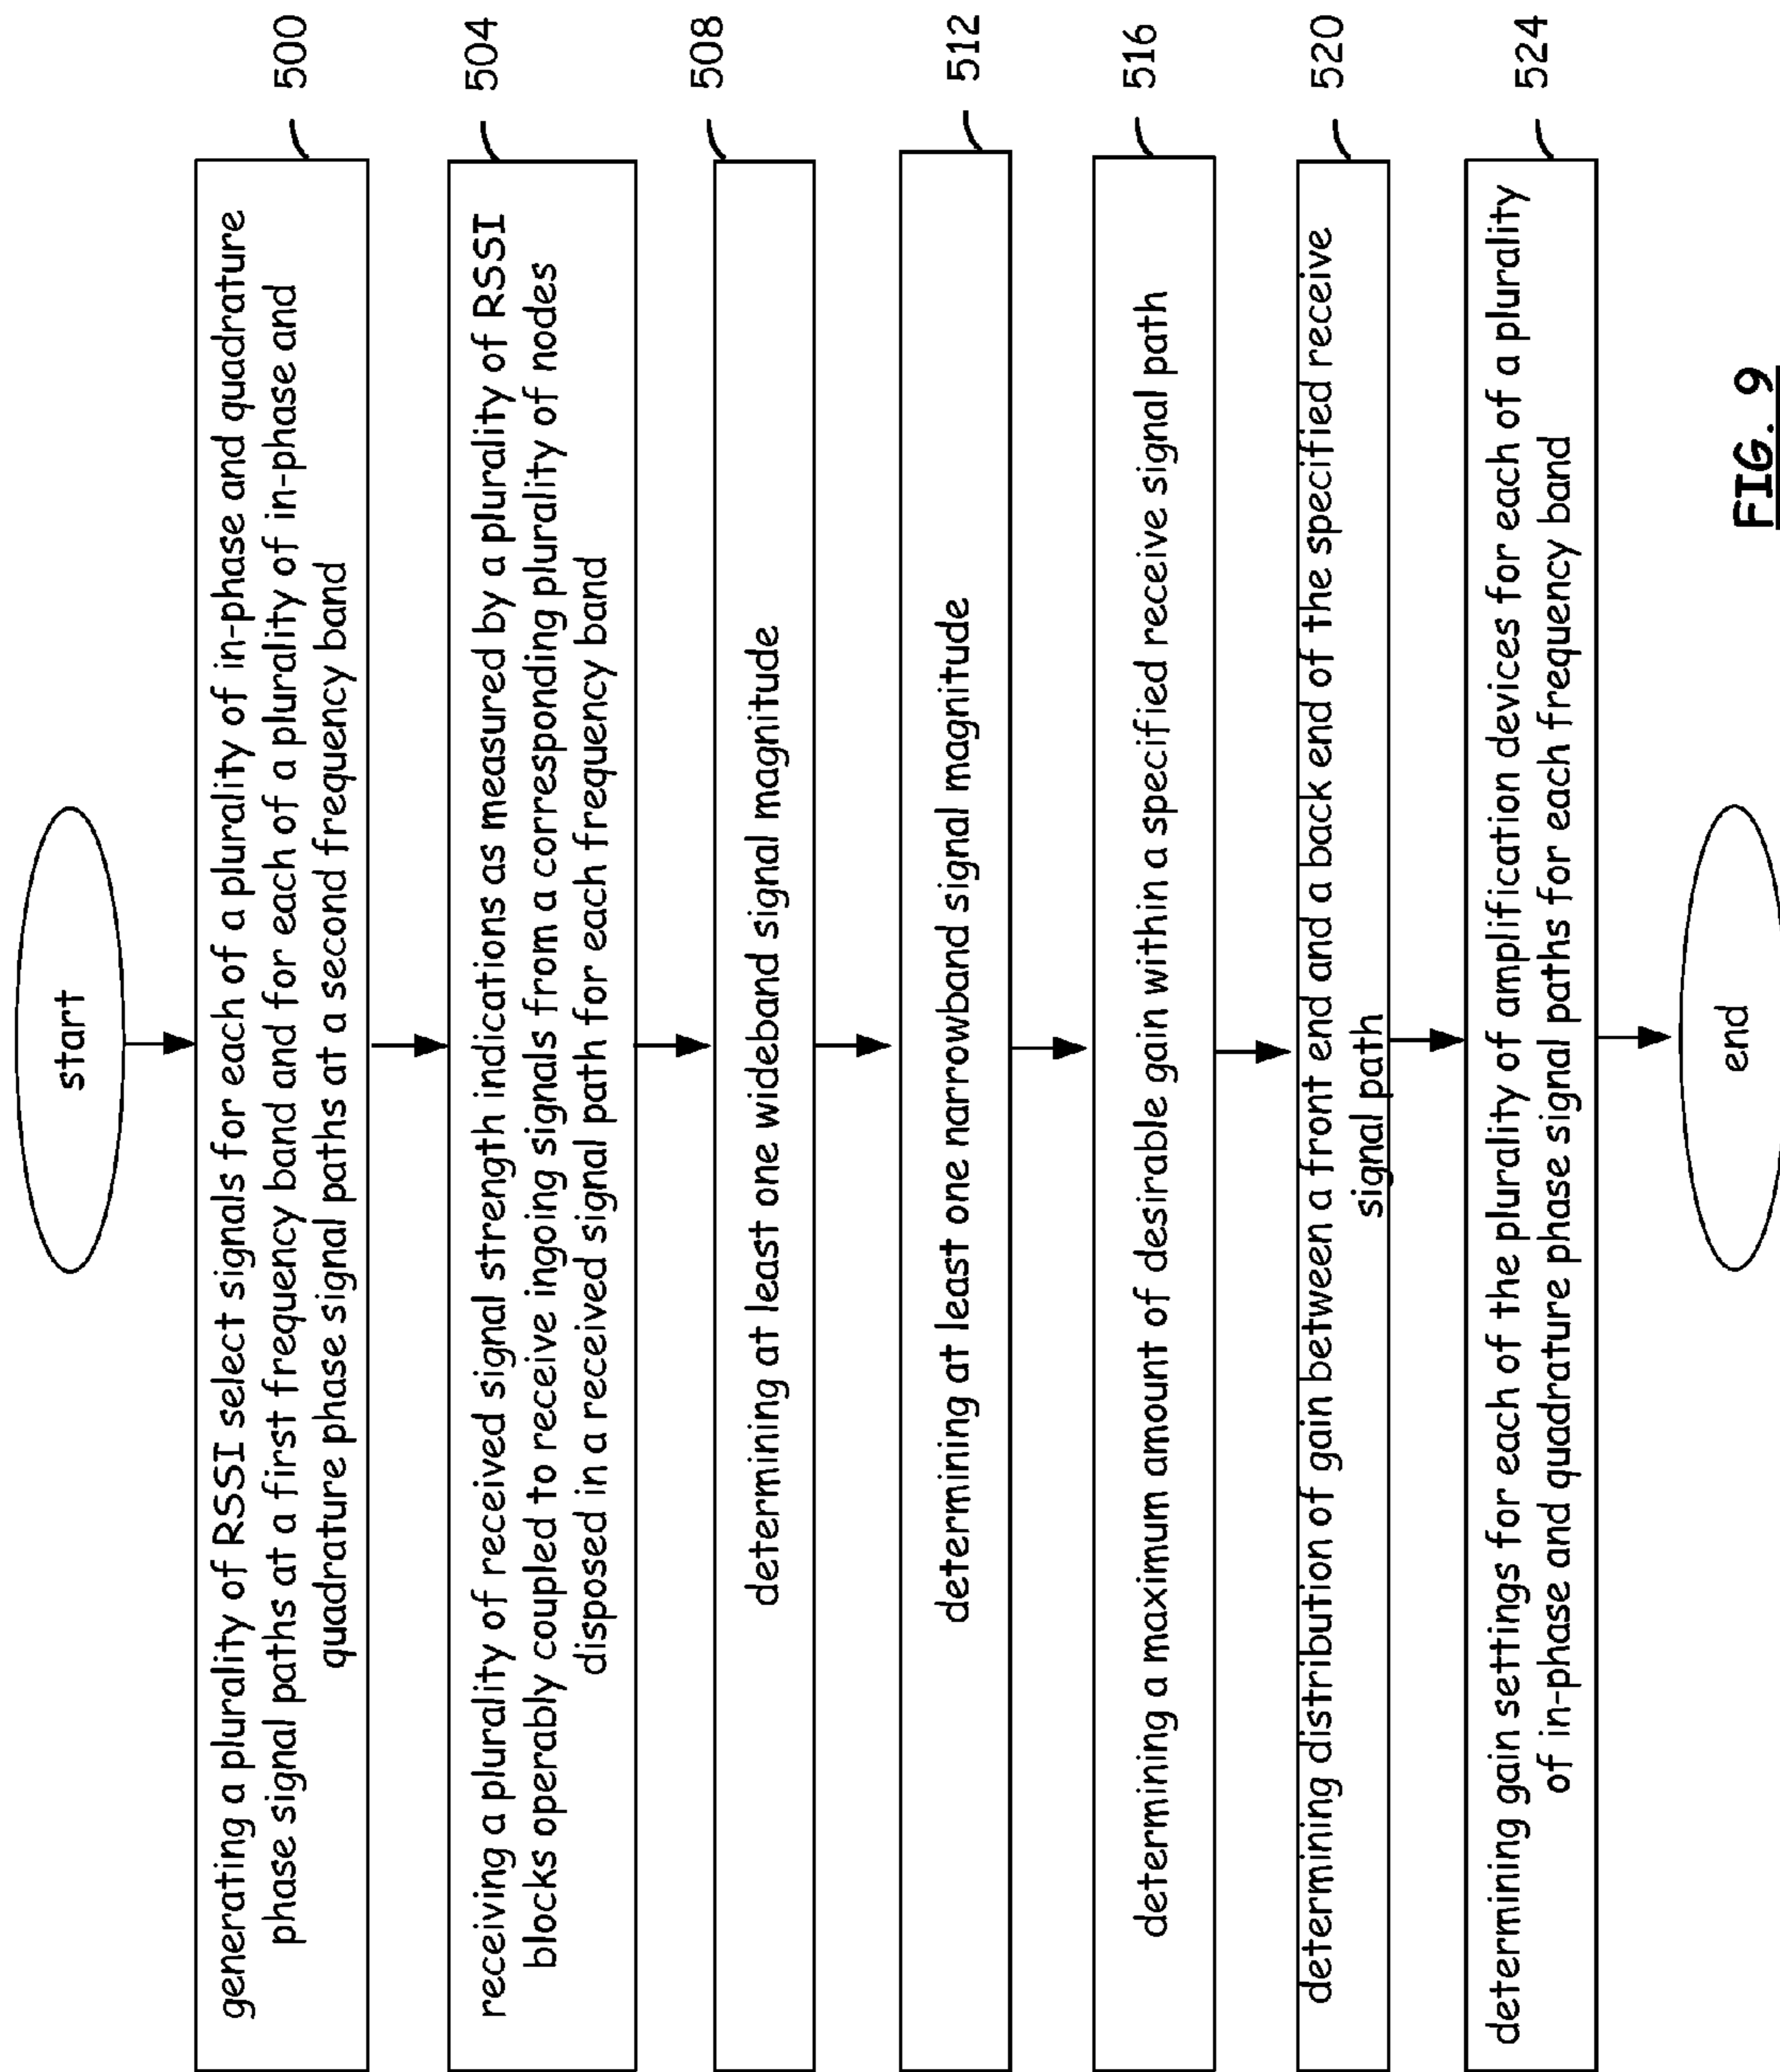 start
generating a plurality of RSSI select signals for each of a plurality of in-phase and quadrature
phase signal paths at a first frequency band and for each of a plurality of in-phase and
quadrature phase signal paths at a second frequency band
500
receiving a plurality of received signal strength indications as measured by a plurality of RSSI
blocks operably coupled to receive ingoing signals from a corresponding plurality of nodes
disposed in a received signal path for each frequency band
504
determining at least one wideband signal magnitude
508
determining at least one narrowband signal magnitude
512
determining a maximum amount of desirable gain within a specified receive signal path
516
determining distribution of gain between a front end and a back end of the specified receive
signal path
520
determining gain settings for each of the plurality of amplification devices for each of a plurality
of in-phase and quadrature phase signal paths for each frequency band
524
end
FIG. 9